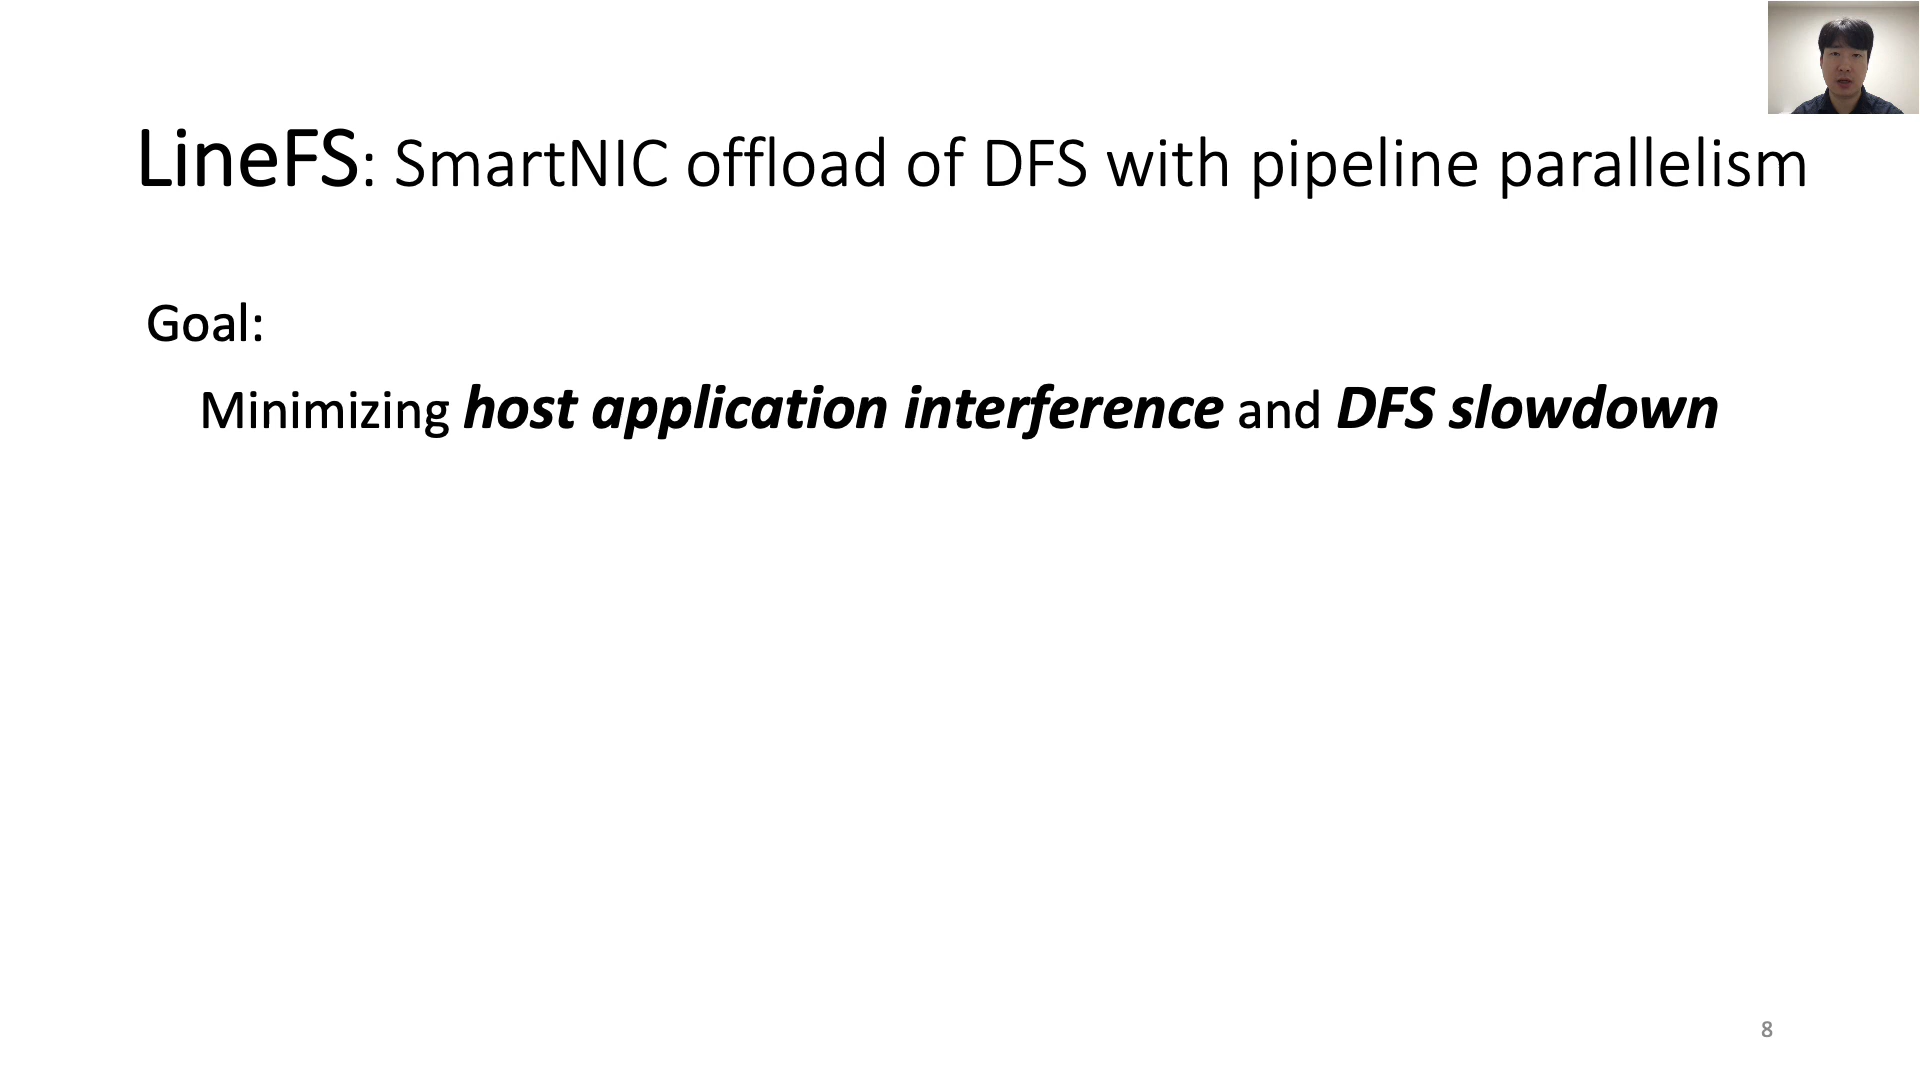 LineFS: SmartNIC offload of DFS with pipeline parallelism
Goal:
Minimizing host application interference and DFS slowdown
8